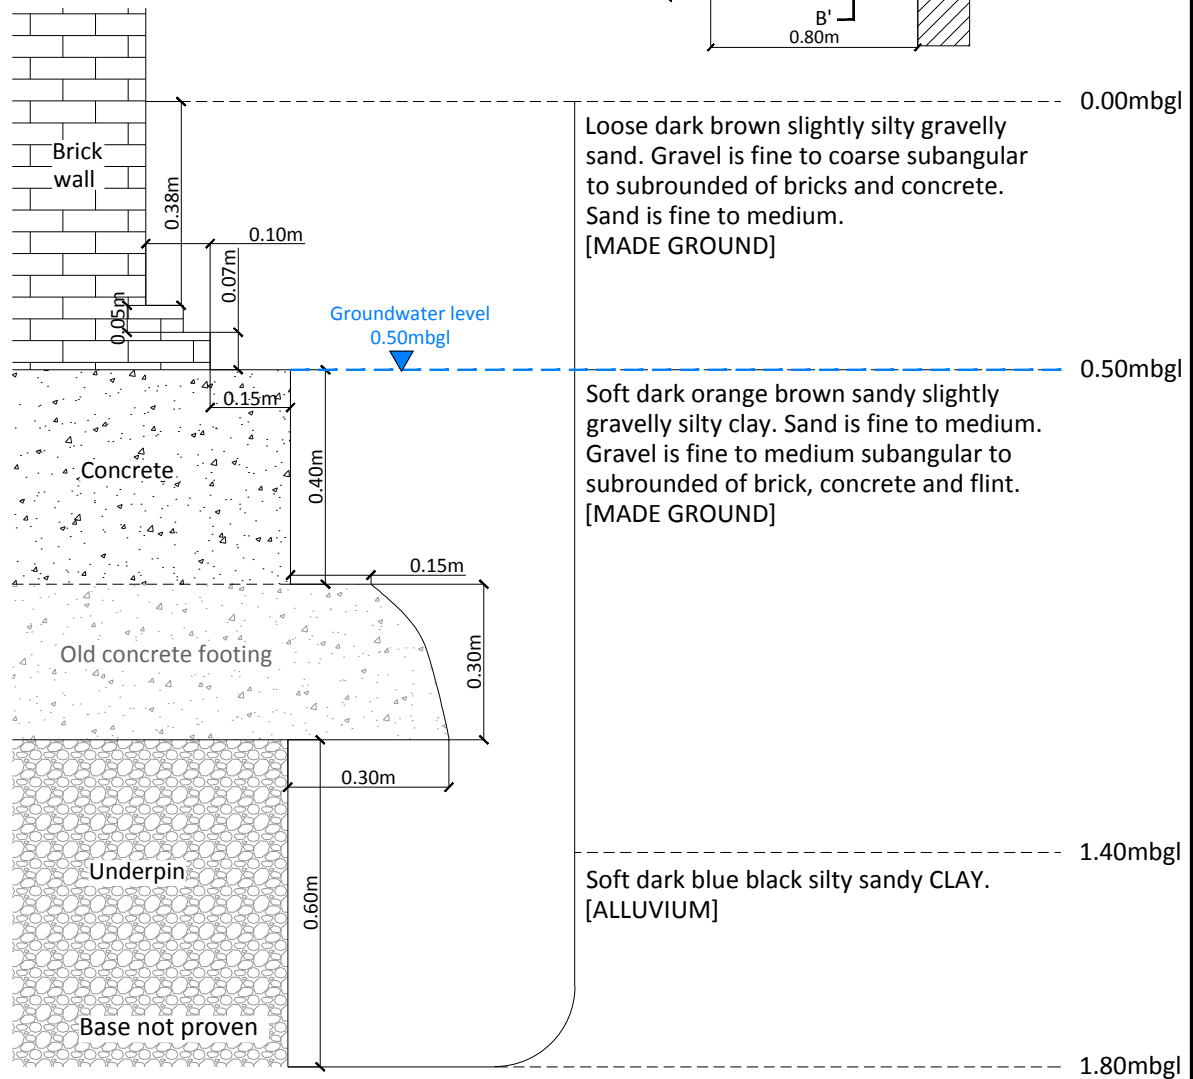 B'
0.80m
0.00mbgl
Loose dark brown slightly silty gravelly
sand. Gravel is fine to coarse subangular
to subrounded of bricks and concrete.
Sand is fine to medium.
[MADE GROUND]
Brick
wall
0.38m
0.10m
0.07m
0.05m
Groundwater level
0.50mbgl
0.50mbgl
Soft dark orange brown sandy slightly
gravelly silty clay. Sand is fine to medium.
Gravel is fine to medium subangular to
subrounded of brick, concrete and flint.
[MADE GROUND]
0.15m
Concrete
0.40m
0.15m
Old concrete footing
0.30m
0.30m
1.40mbgl
Soft dark blue black silty sandy CLAY.
[ALLUVIUM]
Underpin
0.60m
Base not proven
1.80mbgl